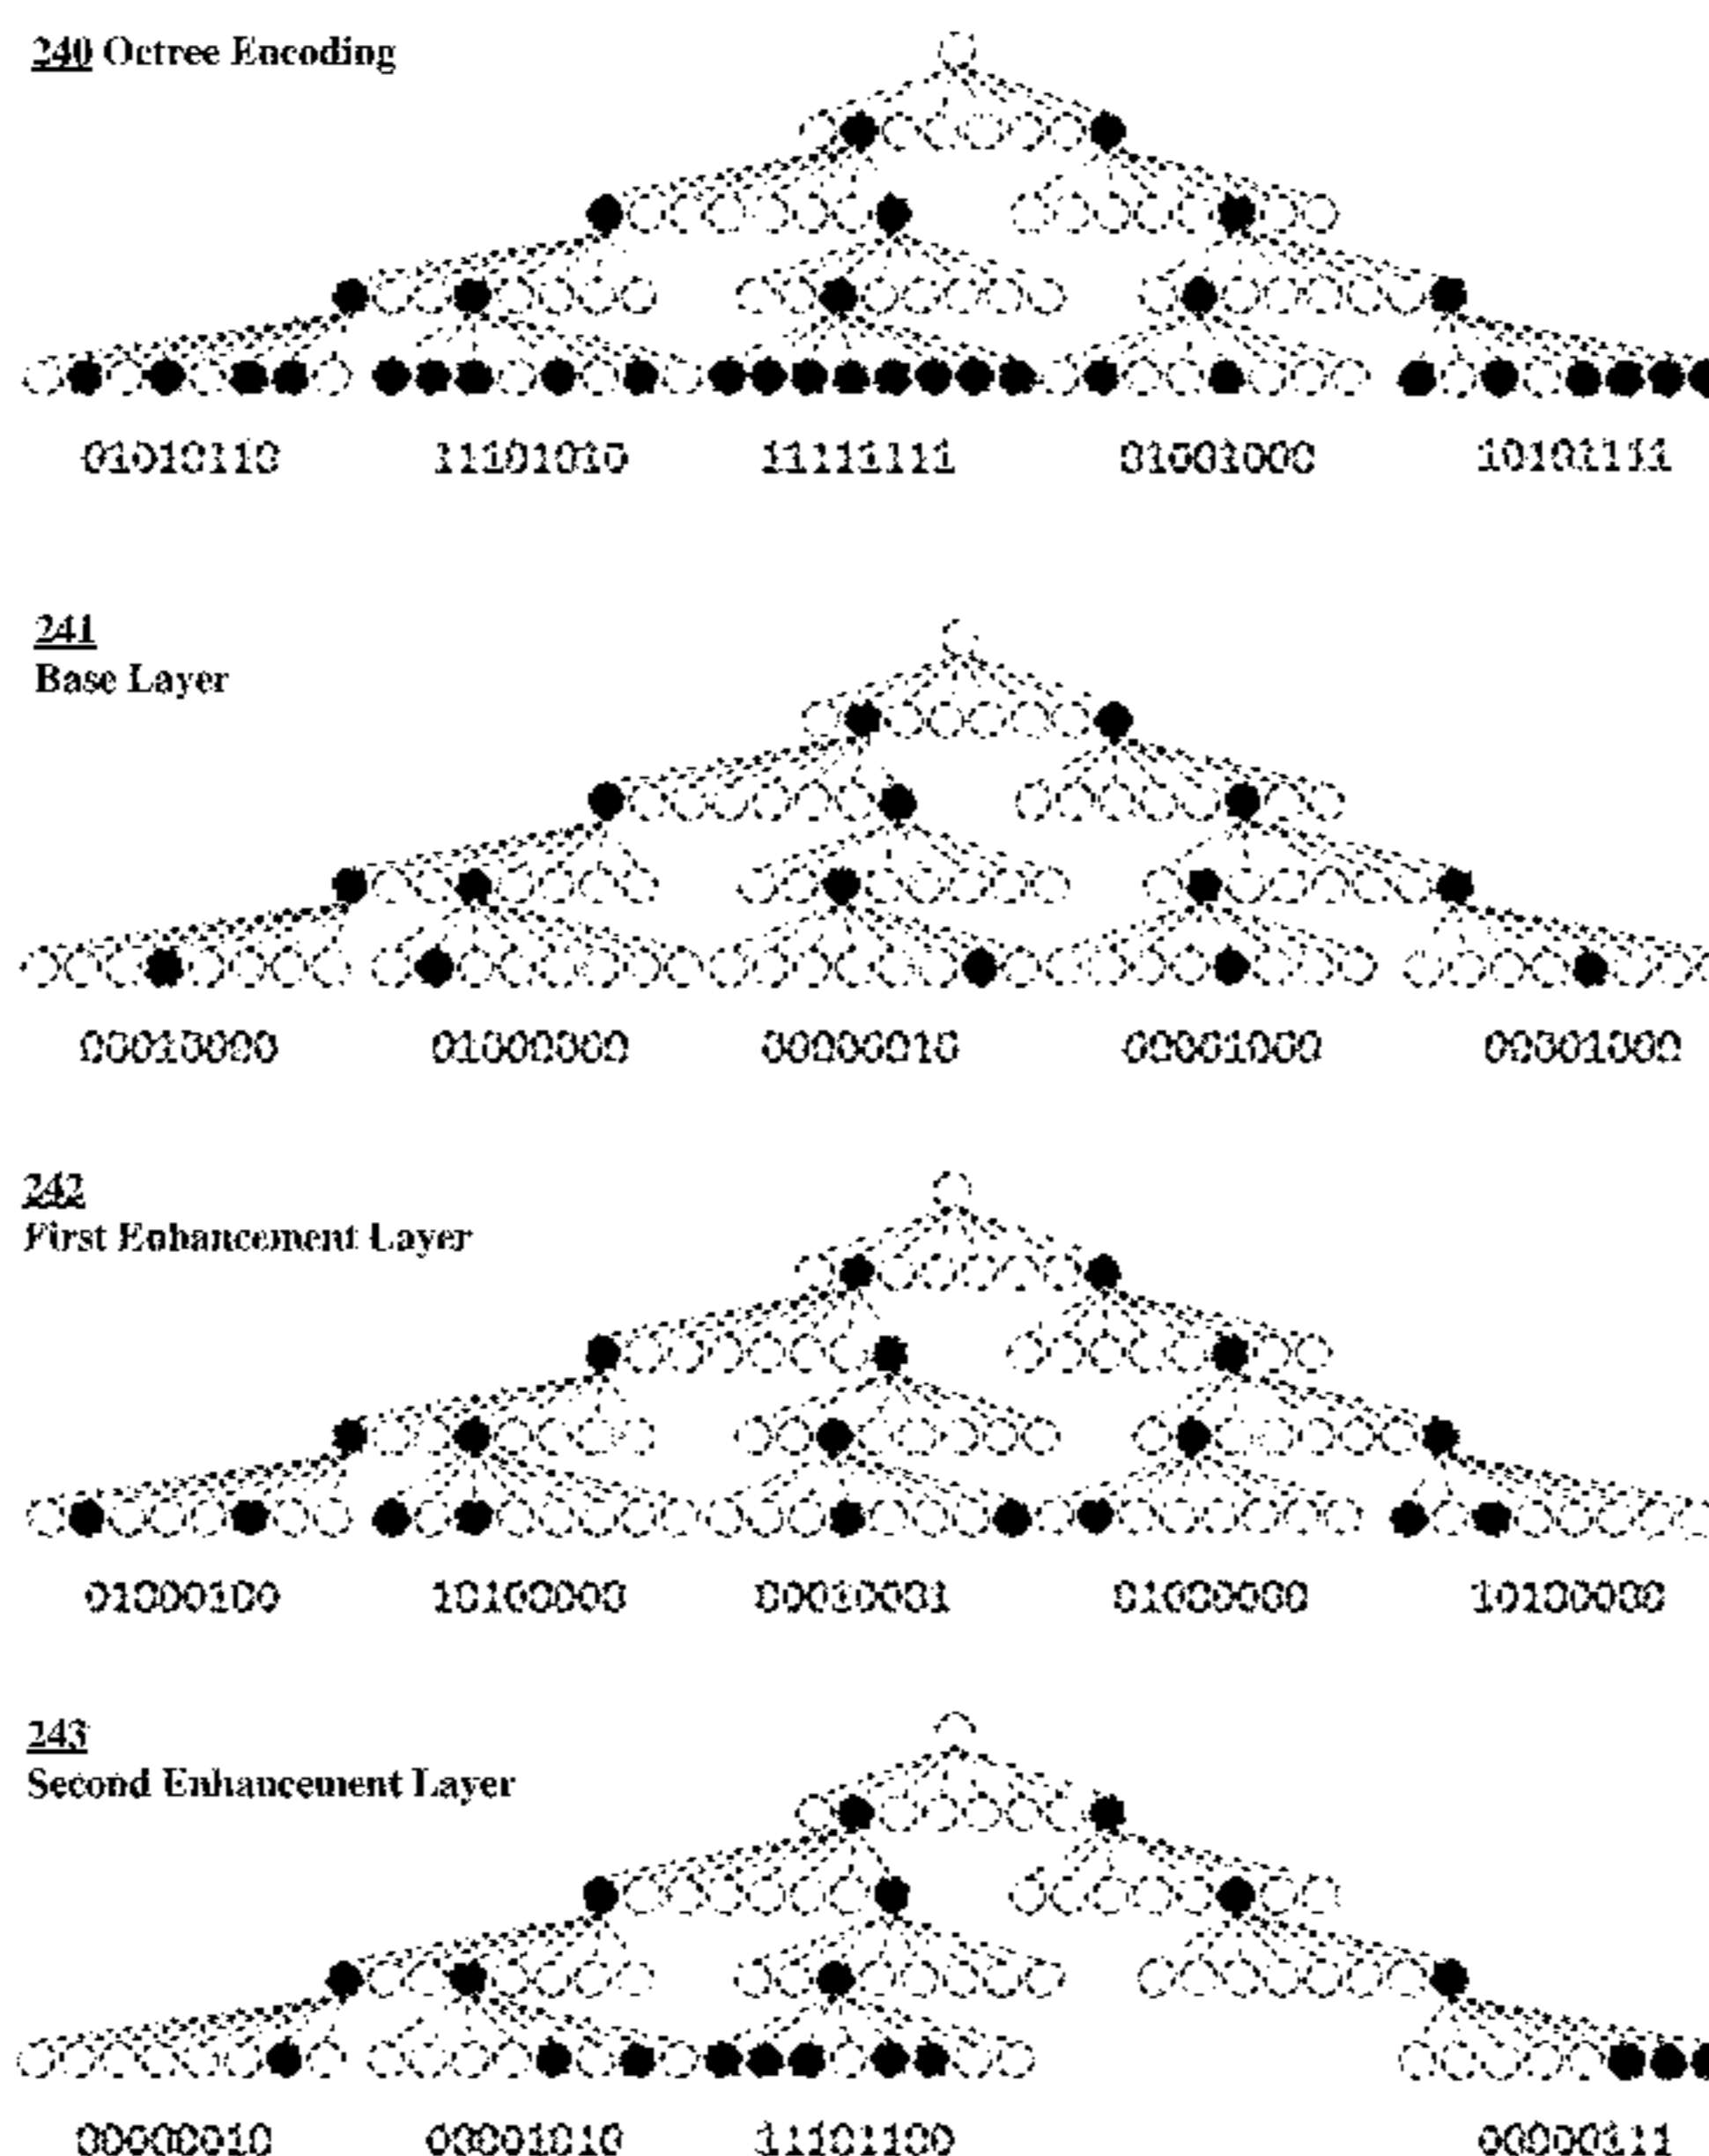 240 Octree Encoding
01010110 11101010 11111111 01001000 10101111
241
Base Layer
00010000 01000000 00000010 00001000 00001000
242
First Enhancement Layer
01000100 10100000 00010001 01000000 10100000
243
Second Enhancement Layer
00000010 00001010 11101100 00000111